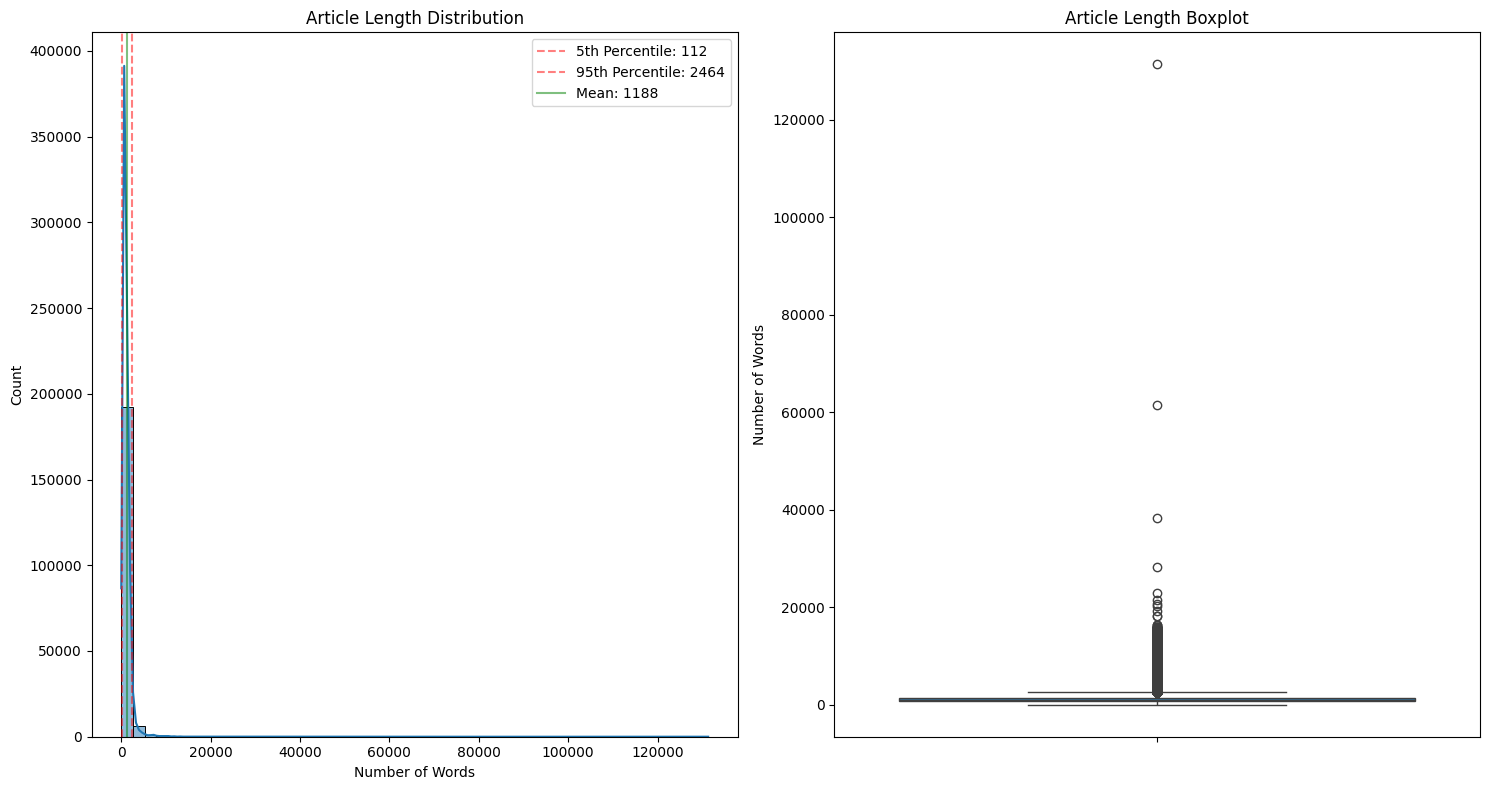 Article Length Distribution
400000
350000
300000
250000
200000
150000
100000
50000
0
Count
5th Percentile: 112
95th Percentile: 2464
Mean: 1188
0 20000 40000 60000 80000 100000 120000
Number of Words
Article Length Boxplot
120000
100000
80000
60000
40000
20000
0
Number of Words